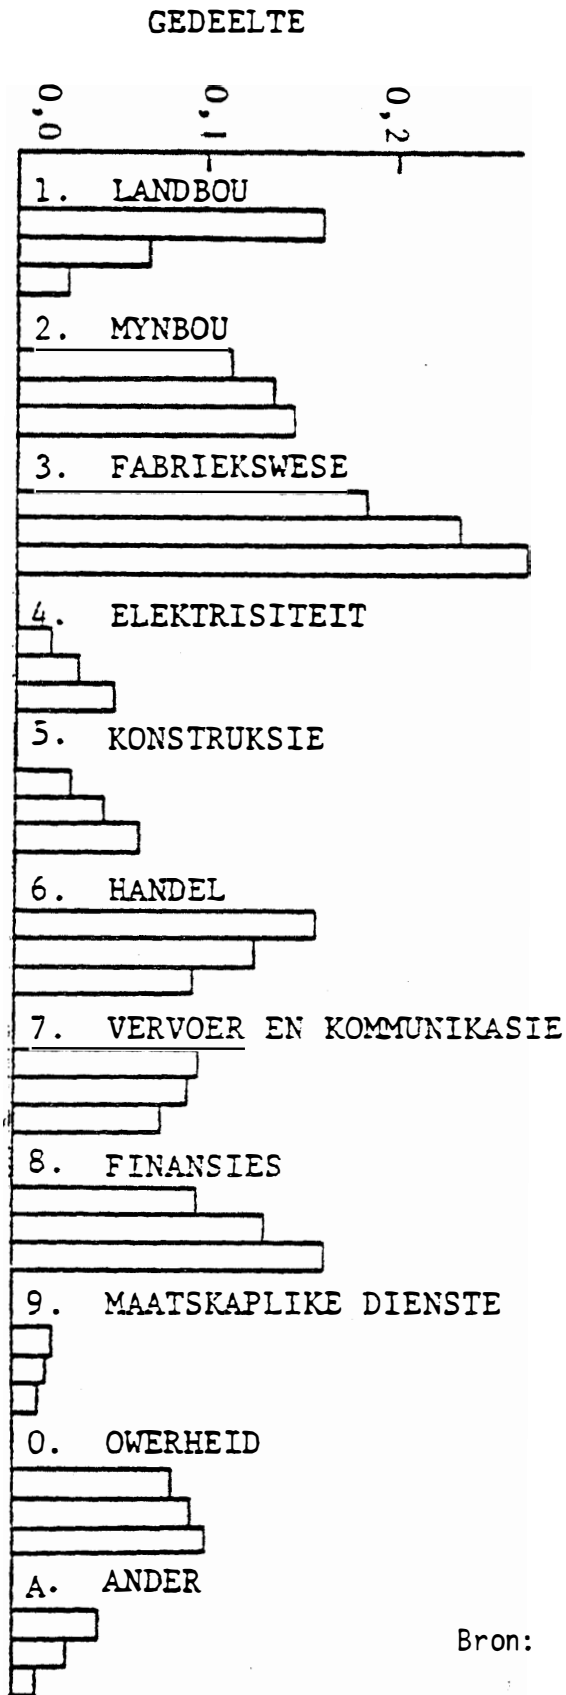 GEDEELTE
0,0 0,1 0,2
1. LANDBOU
2. MYNBOU
3. FABRIEKSWESE
4. ELEKTRISITEIT
5. KONSTRUKSIE
6. HANDEL
7. VERVOER EN KOMMUNIKASIE
8. FINANSIES
9. MAATSKAPLIKE DIENSTE
0. OWERHEID
A. ANDER
Bron: